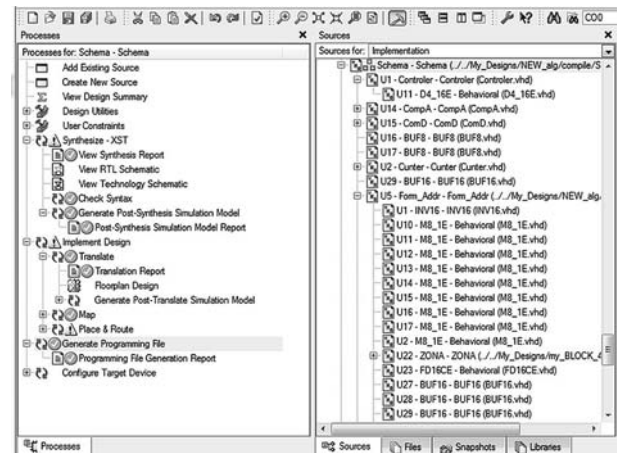 COO
Processes
Processes for: Schema - Schema
Add Existing Source
Create New Source
View Design Summary
Design Utilities
User Constraints
Synthesize - XST
View Synthesis Report
View RTL Schematic
View Technology Schematic
Check Syntax
Generate Post-Synthesis Simulation Model
Post-Synthesis Simulation Model Report
Implement Design
Translate
Translation Report
Floorplan Design
Generate Post-Translate Simulation Model
Map
Place & Route
Generate Programming File
Programming File Generation Report
Configure Target Device
Processes
Sources
Sources for: Implementation
Schema - Schema (../../My_Designs/NEW_alg/compile/S
U1 - Controler - Controler (Controler.vhd)
U11 - D4_16E - Behavioral (D4_16E.vhd)
U14 - CompA - CompA (CompA.vhd)
U15 - ComD - ComD (ComD.vhd)
U16 - BUF8 - BUF8 (BUF8.vhd)
U17 - BUF8 - BUF8 (BUF8.vhd)
U2 - Cunter - Cunter (Cunter.vhd)
U29 - BUF16 - BUF16 (BUF16.vhd)
U5 - Form_Addr - Form_Addr (../../My_Designs/NEW_alg,
U1 - INV16 - INV16 (INV16.vhd)
U10 - M8_1E - Behavioral (M8_1E.vhd)
U11 - M8_1E - Behavioral (M8_1E.vhd)
U12 - M8_1E - Behavioral (M8_1E.vhd)
U13 - M8_1E - Behavioral (M8_1E.vhd)
U14 - M8_1E - Behavioral (M8_1E.vhd)
U15 - M8_1E - Behavioral (M8_1E.vhd)
U16 - M8_1E - Behavioral (M8_1E.vhd)
U17 - M8_1E - Behavioral (M8_1E.vhd)
U2 - M8_1E - Behavioral (M8_1E.vhd)
U22 - ZONA - ZONA (../../My_Designs/my_BLOCK_4
U23 - FD16CE - Behavioral (FD16CE.vhd)
U27 - BUF16 - BUF16 (BUF16.vhd)
U28 - BUF16 - BUF16 (BUF16.vhd)
U29 - BUF16 - BUF16 (BUF16.vhd)
Sources
Files
Snapshots
Libraries